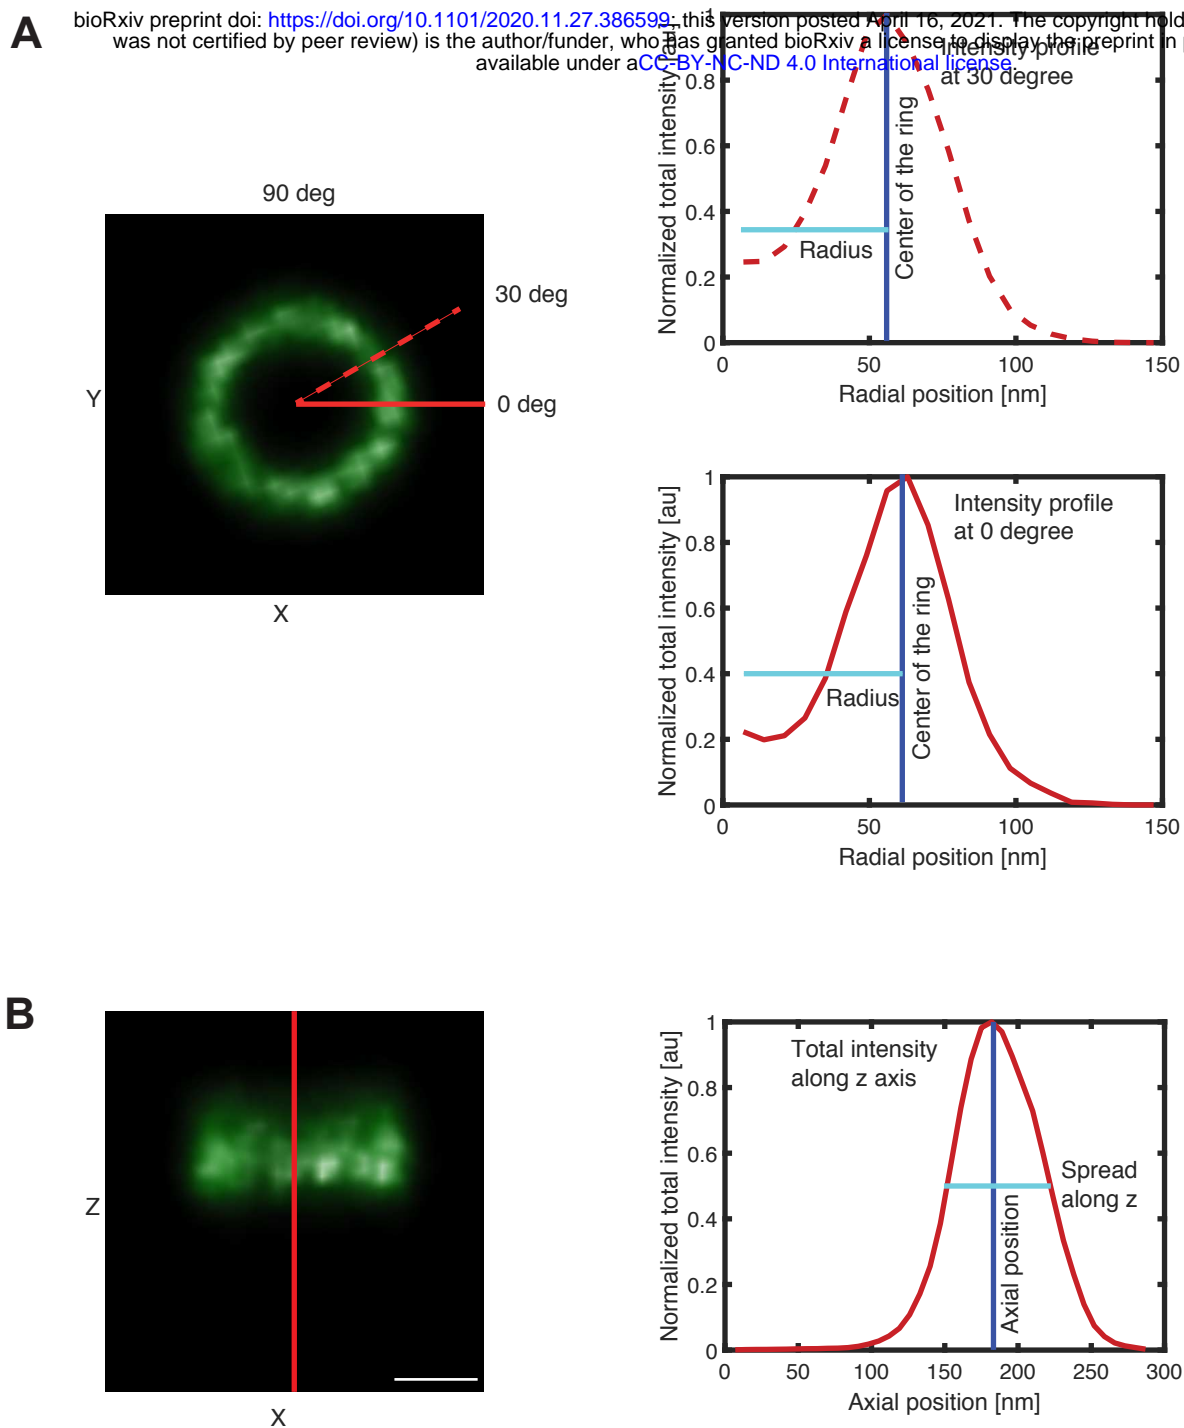 bioRxiv preprint doi: https://doi.org/10.1101/2020.11.27.386599; this version posted April 16, 2021. The copyright hold
was not certified by peer review) is the author/funder, who has granted bioRxiv a license to display the preprint in
available under aCC-BY-NC-ND 4.0 International license.
A
90 deg
30 deg
0 deg
Y
X
Normalized total intensity [au]
1
0.8
0.6
0.4
0.2
0
Intensity profile
at 30 degree
Center of the ring
Radius
0
50
100
150
Radial position [nm]
Normalized total intensity [au]
1
0.8
0.6
0.4
0.2
0
Intensity profile
at 0 degree
Center of the ring
Radius
0
50
100
150
Radial position [nm]
B
Z
X
Normalized total intensity [au]
1
0.8
0.6
0.4
0.2
0
Total intensity
along z axis
Spread
along z
Axial position
0
50
100
150
200
250
300
Axial position [nm]